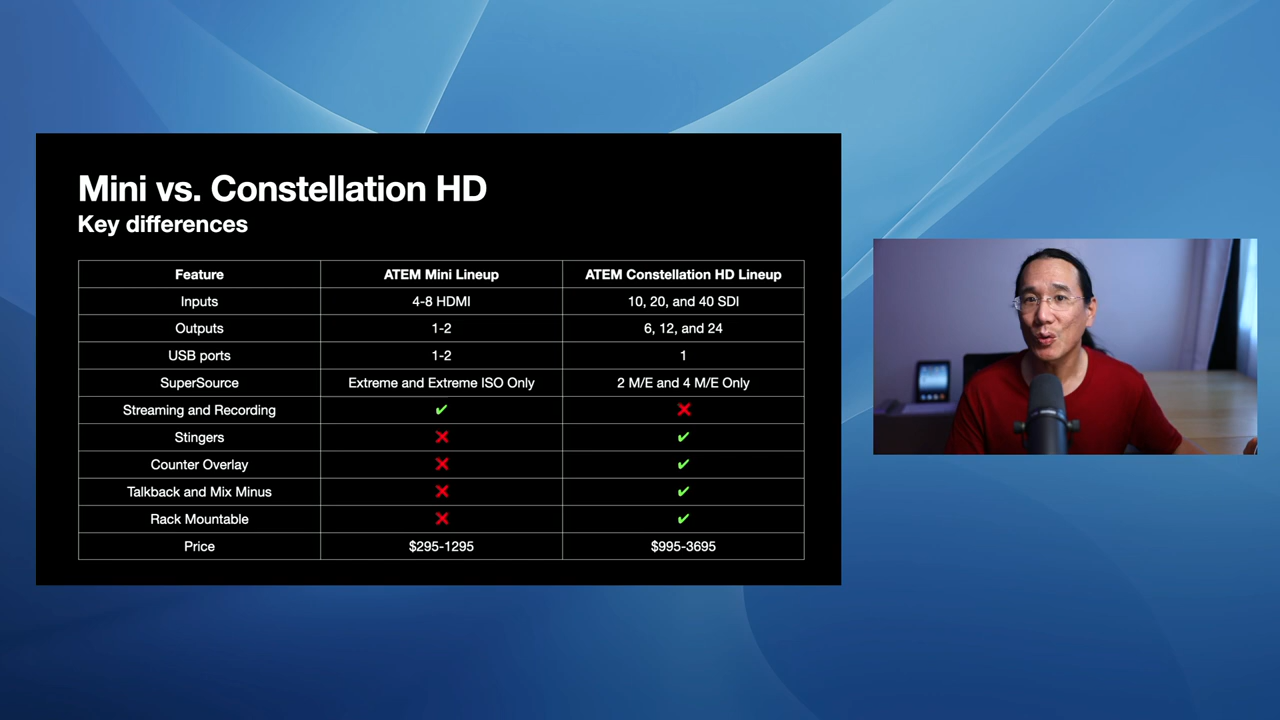 Mini vs. Constellation HD
Key differences
Feature ATEM Mini Lineup ATEM Constellation HD Lineup
Inputs 4-8 HDMI 10, 20, and 40 SDI
Outputs 1-2 6, 12, and 24
USB ports 1-2 1
SuperSource Extreme and Extreme ISO Only 2 M/E and 4 M/E Only
Streaming and Recording ✔ ❌
Stingers ❌ ✔
Counter Overlay ❌ ✔
Talkback and Mix Minus ❌ ✔
Rack Mountable ❌ ✔
Price $295-1295 $995-3695